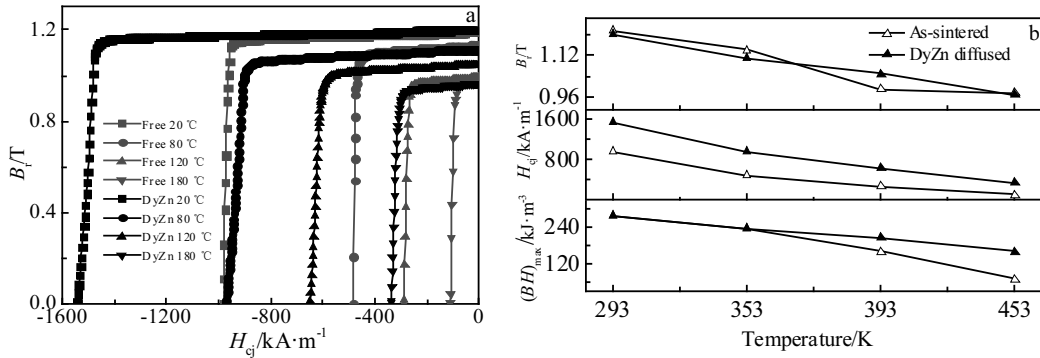 a
1.2
0.8
0.4
0.0
B_r/T
Free 20 ℃
Free 80 ℃
Free 120 ℃
Free 180 ℃
DyZn 20 ℃
DyZn 80 ℃
DyZn 120 ℃
DyZn 180 ℃
-1600 -1200 -800 -400 0
H_cj/kA·m⁻¹
b
As-sintered
DyZn diffused
B_r/T
1.12
0.96
H_cj/kA·m⁻¹
1600
800
(BH)_max/kJ·m⁻³
240
120
293 353 393 453
Temperature/K